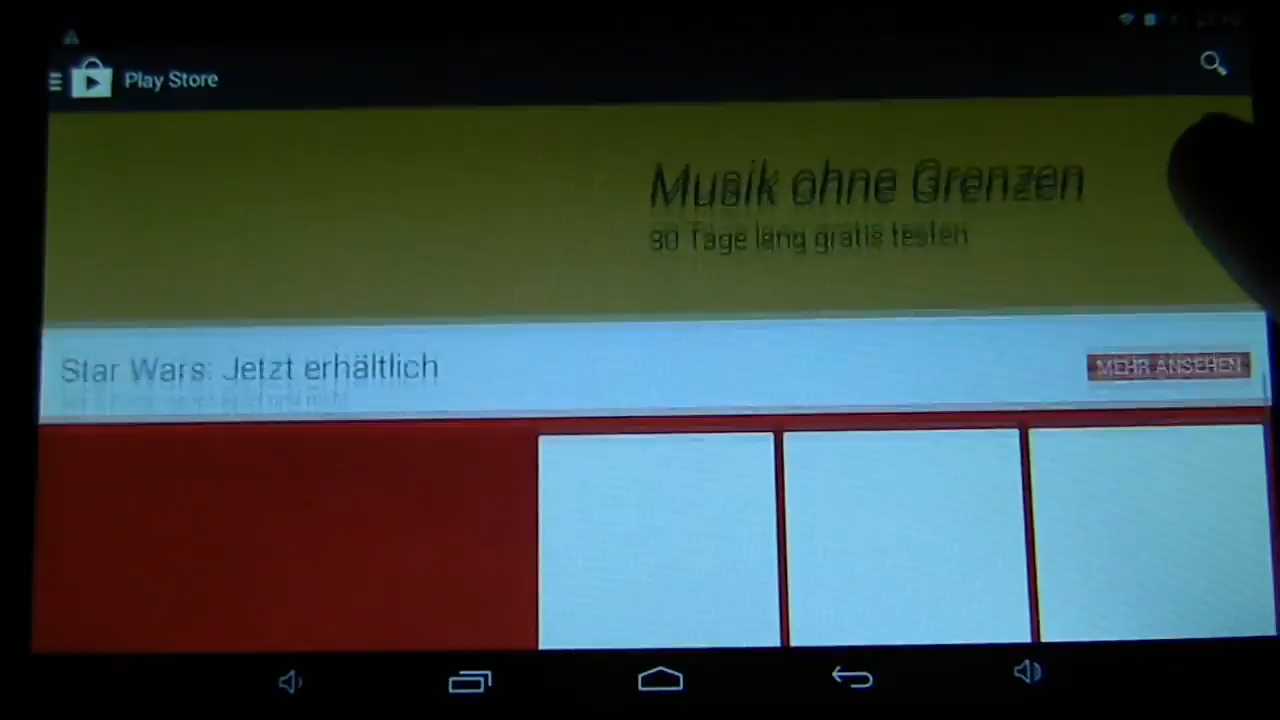 Play Store
Musik ohne Grenzen
30 Tage lang gratis testen
Star Wars: Jetzt erhältlich
MEHR ANSEHEN